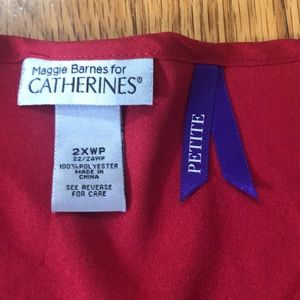 Maggie Barnes for
CATHERINES®
2XWP
22/24WP
100% POLYESTER
MADE IN
CHINA
SEE REVERSE
FOR CARE
PETITE